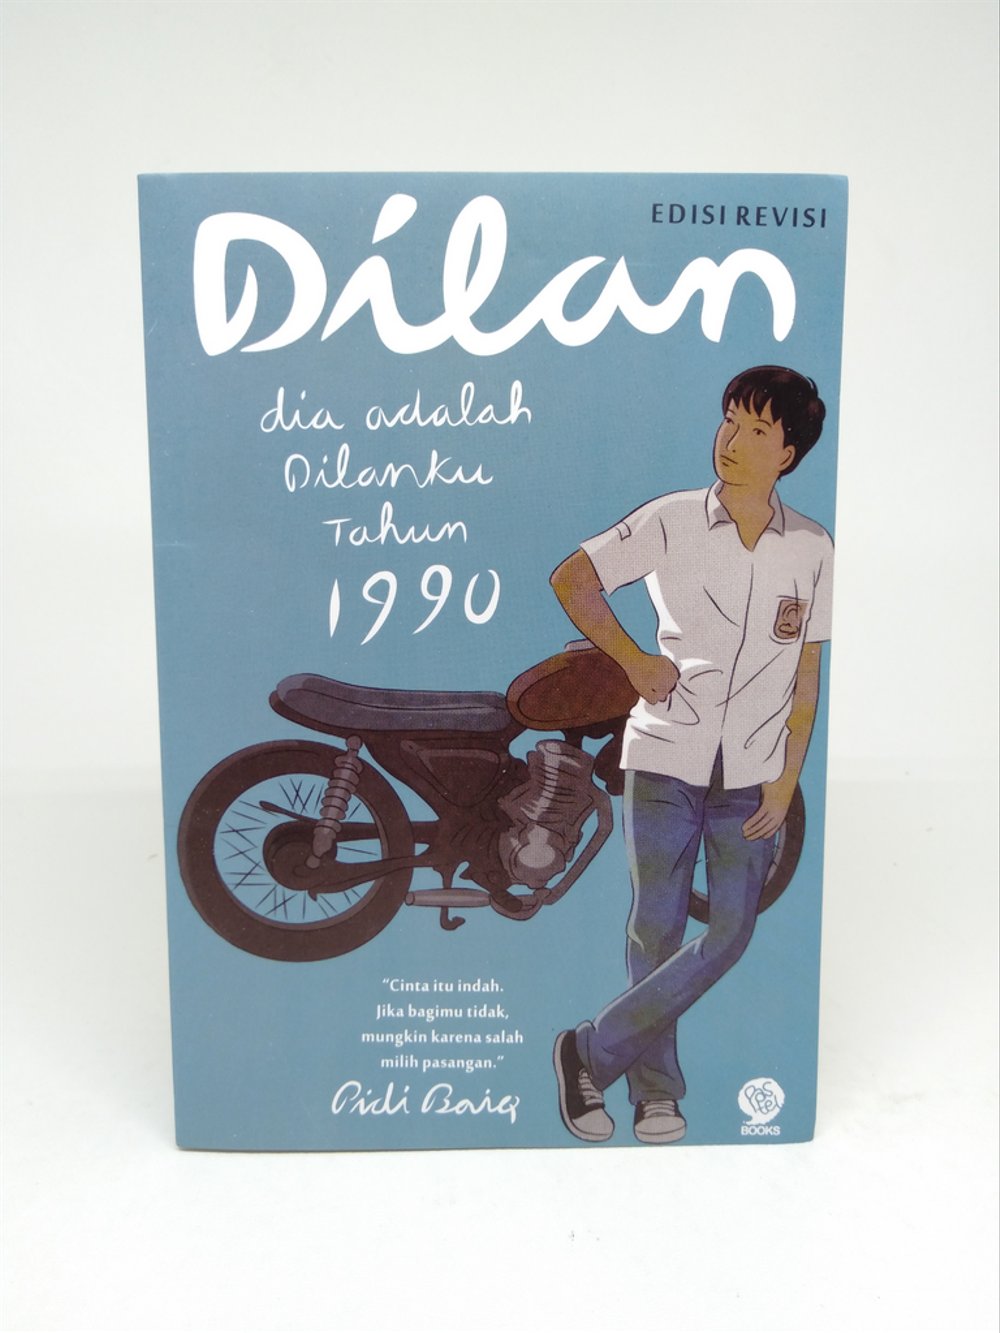 EDISI REVISI
Dilan
dia adalah
Dilanku
Tahun
1990
"Cinta itu indah.
Jika bagimu tidak,
mungkin karena salah
milih pasangan."
Pidi Baiq
Pastel
BOOKS